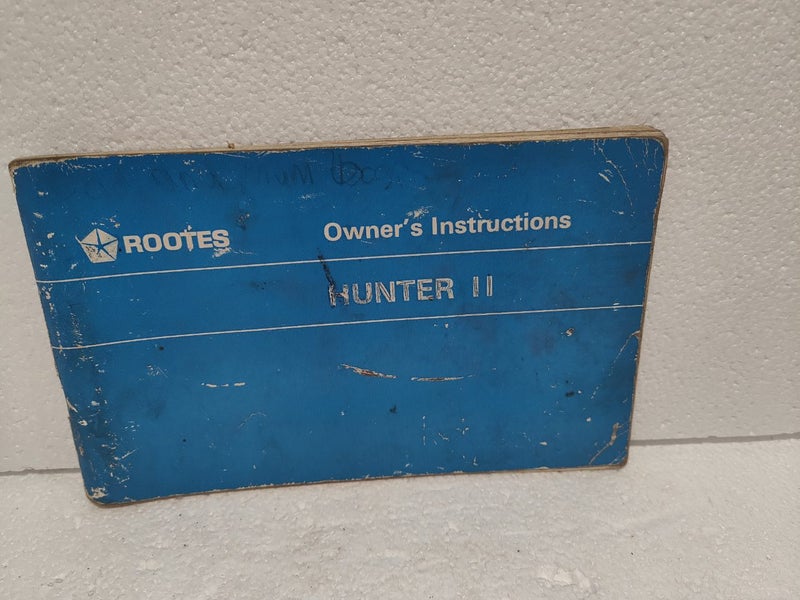 ROOTES
Owner's Instructions
HUNTER II